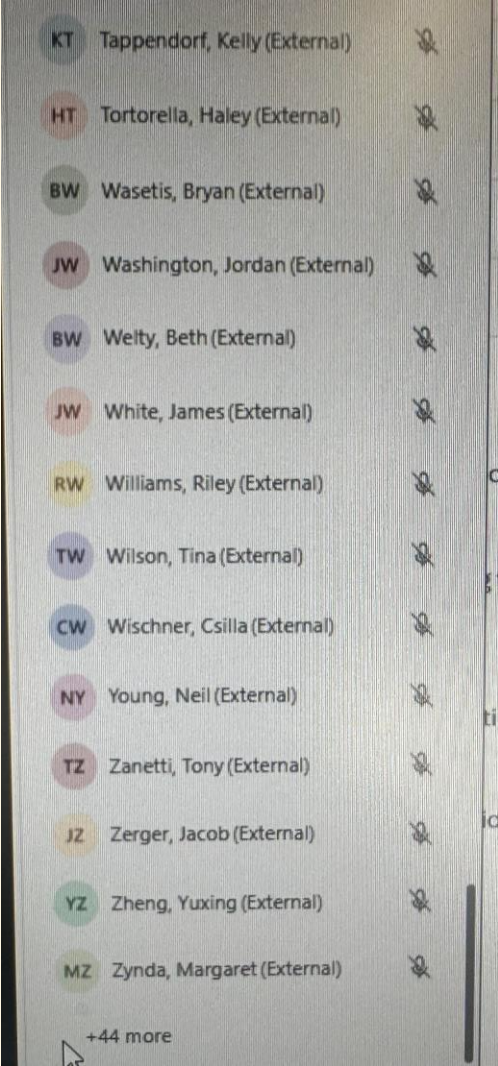 KT Tappendorf, Kelly (External)
HT Tortorella, Haley (External)
BW Wasetis, Bryan (External)
JW Washington, Jordan (External)
BW Welty, Beth (External)
JW White, James (External)
RW Williams, Riley (External)
TW Wilson, Tina (External)
CW Wischner, Csilla (External)
NY Young, Neil (External)
TZ Zanetti, Tony (External)
JZ Zerger, Jacob (External)
YZ Zheng, Yuxing (External)
MZ Zynda, Margaret (External)
+44 more